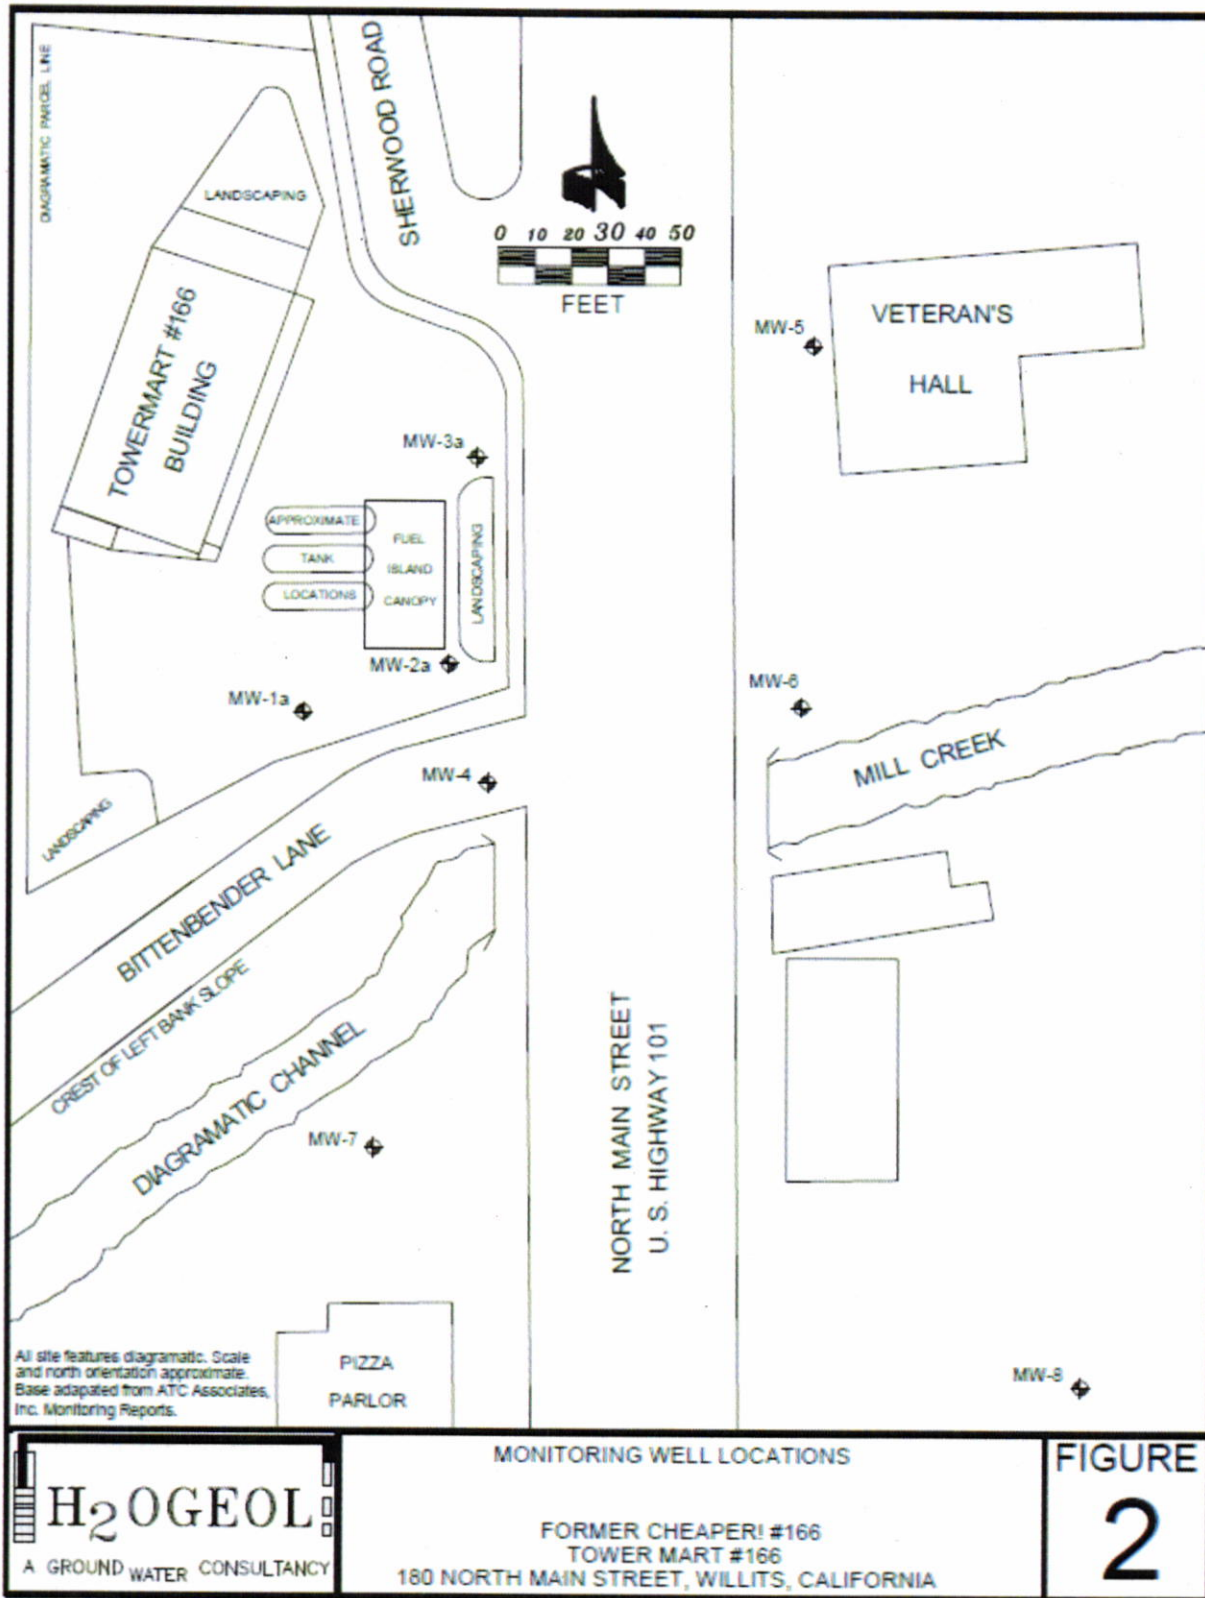 DIAGRAMATIC PARCEL LINE
SHERWOOD ROAD
LANDSCAPING
0 10 20 30 40 50
FEET
TOWERMART #166
BUILDING
VETERAN'S
HALL
MW-5
MW-3a
APPROXIMATE
TANK
LOCATIONS
FUEL
ISLAND
CANOPY
LANDSCAPING
MW-2a
MW-1a
MW-6
MILL CREEK
MW-4
LANDSCAPING
BITTENBENDER LANE
CREST OF LEFT BANK SLOPE
DIAGRAMATIC CHANNEL
MW-7
NORTH MAIN STREET
U. S. HIGHWAY 101
PIZZA
PARLOR
MW-8
All site features diagramatic. Scale
and north orientation approximate.
Base adapated from ATC Associates,
Inc. Monitoring Reports.
H2OGEOL
A GROUND WATER CONSULTANCY
MONITORING WELL LOCATIONS
FORMER CHEAPER! #166
TOWER MART #166
180 NORTH MAIN STREET, WILLITS, CALIFORNIA
FIGURE
2